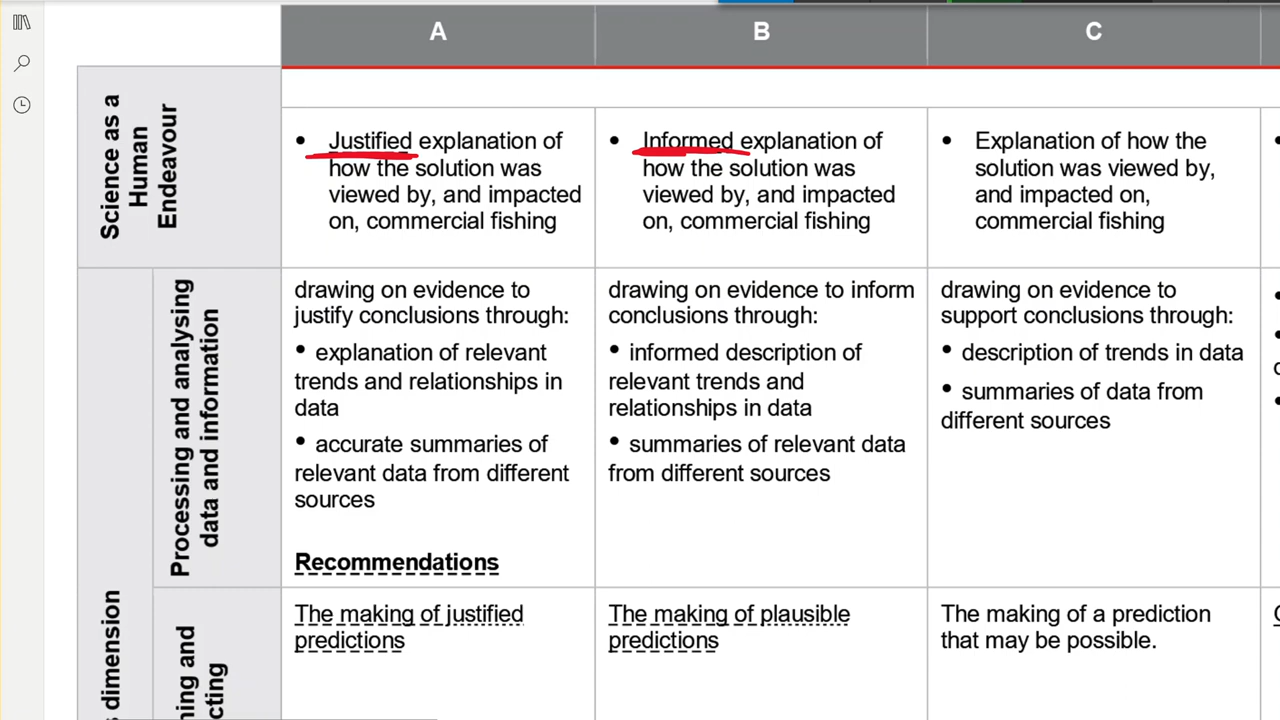 A
B
C
Science as a
Human
Endeavour
• Justified explanation of
how the solution was
viewed by, and impacted
on, commercial fishing
• Informed explanation of
how the solution was
viewed by, and impacted
on, commercial fishing
• Explanation of how the
solution was viewed by,
and impacted on,
commercial fishing
Processing and analysing
data and information
drawing on evidence to
justify conclusions through:
• explanation of relevant
trends and relationships in
data
• accurate summaries of
relevant data from different
sources
Recommendations
drawing on evidence to inform
conclusions through:
• informed description of
relevant trends and
relationships in data
• summaries of relevant data
from different sources
drawing on evidence to
support conclusions through:
• description of trends in data
• summaries of data from
different sources
dimension
and
The making of justified
predictions
The making of plausible
predictions
The making of a prediction
that may be possible.